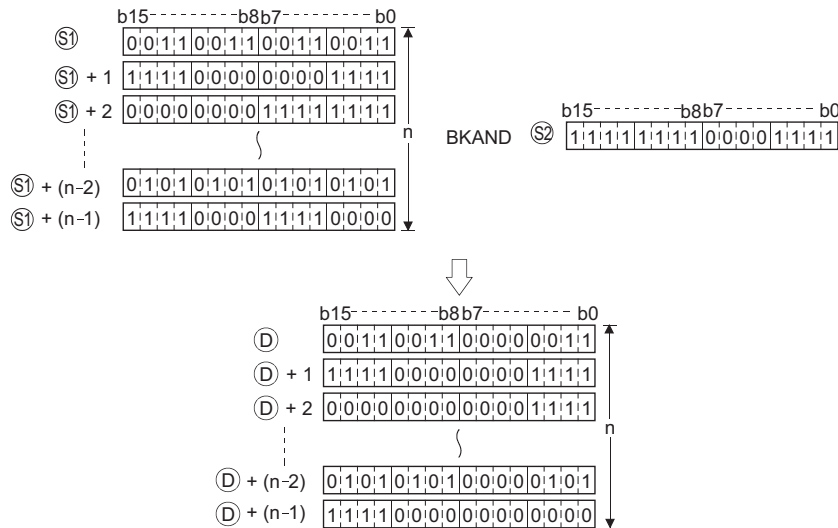 b15 b8 b7 b0
S1 0011001100110011
S1 + 1 1111000000001111
S1 + 2 0000000011111111
n
S1 + (n-2) 0101010101010101
S1 + (n-1) 1111000011110000
BKAND
b15 b8 b7 b0
S2 1111111100001111
b15 b8 b7 b0
D 0011001100000011
D + 1 1111000000001111
D + 2 0000000000001111
n
D + (n-2) 0101010100000101
D + (n-1) 1111000000000000